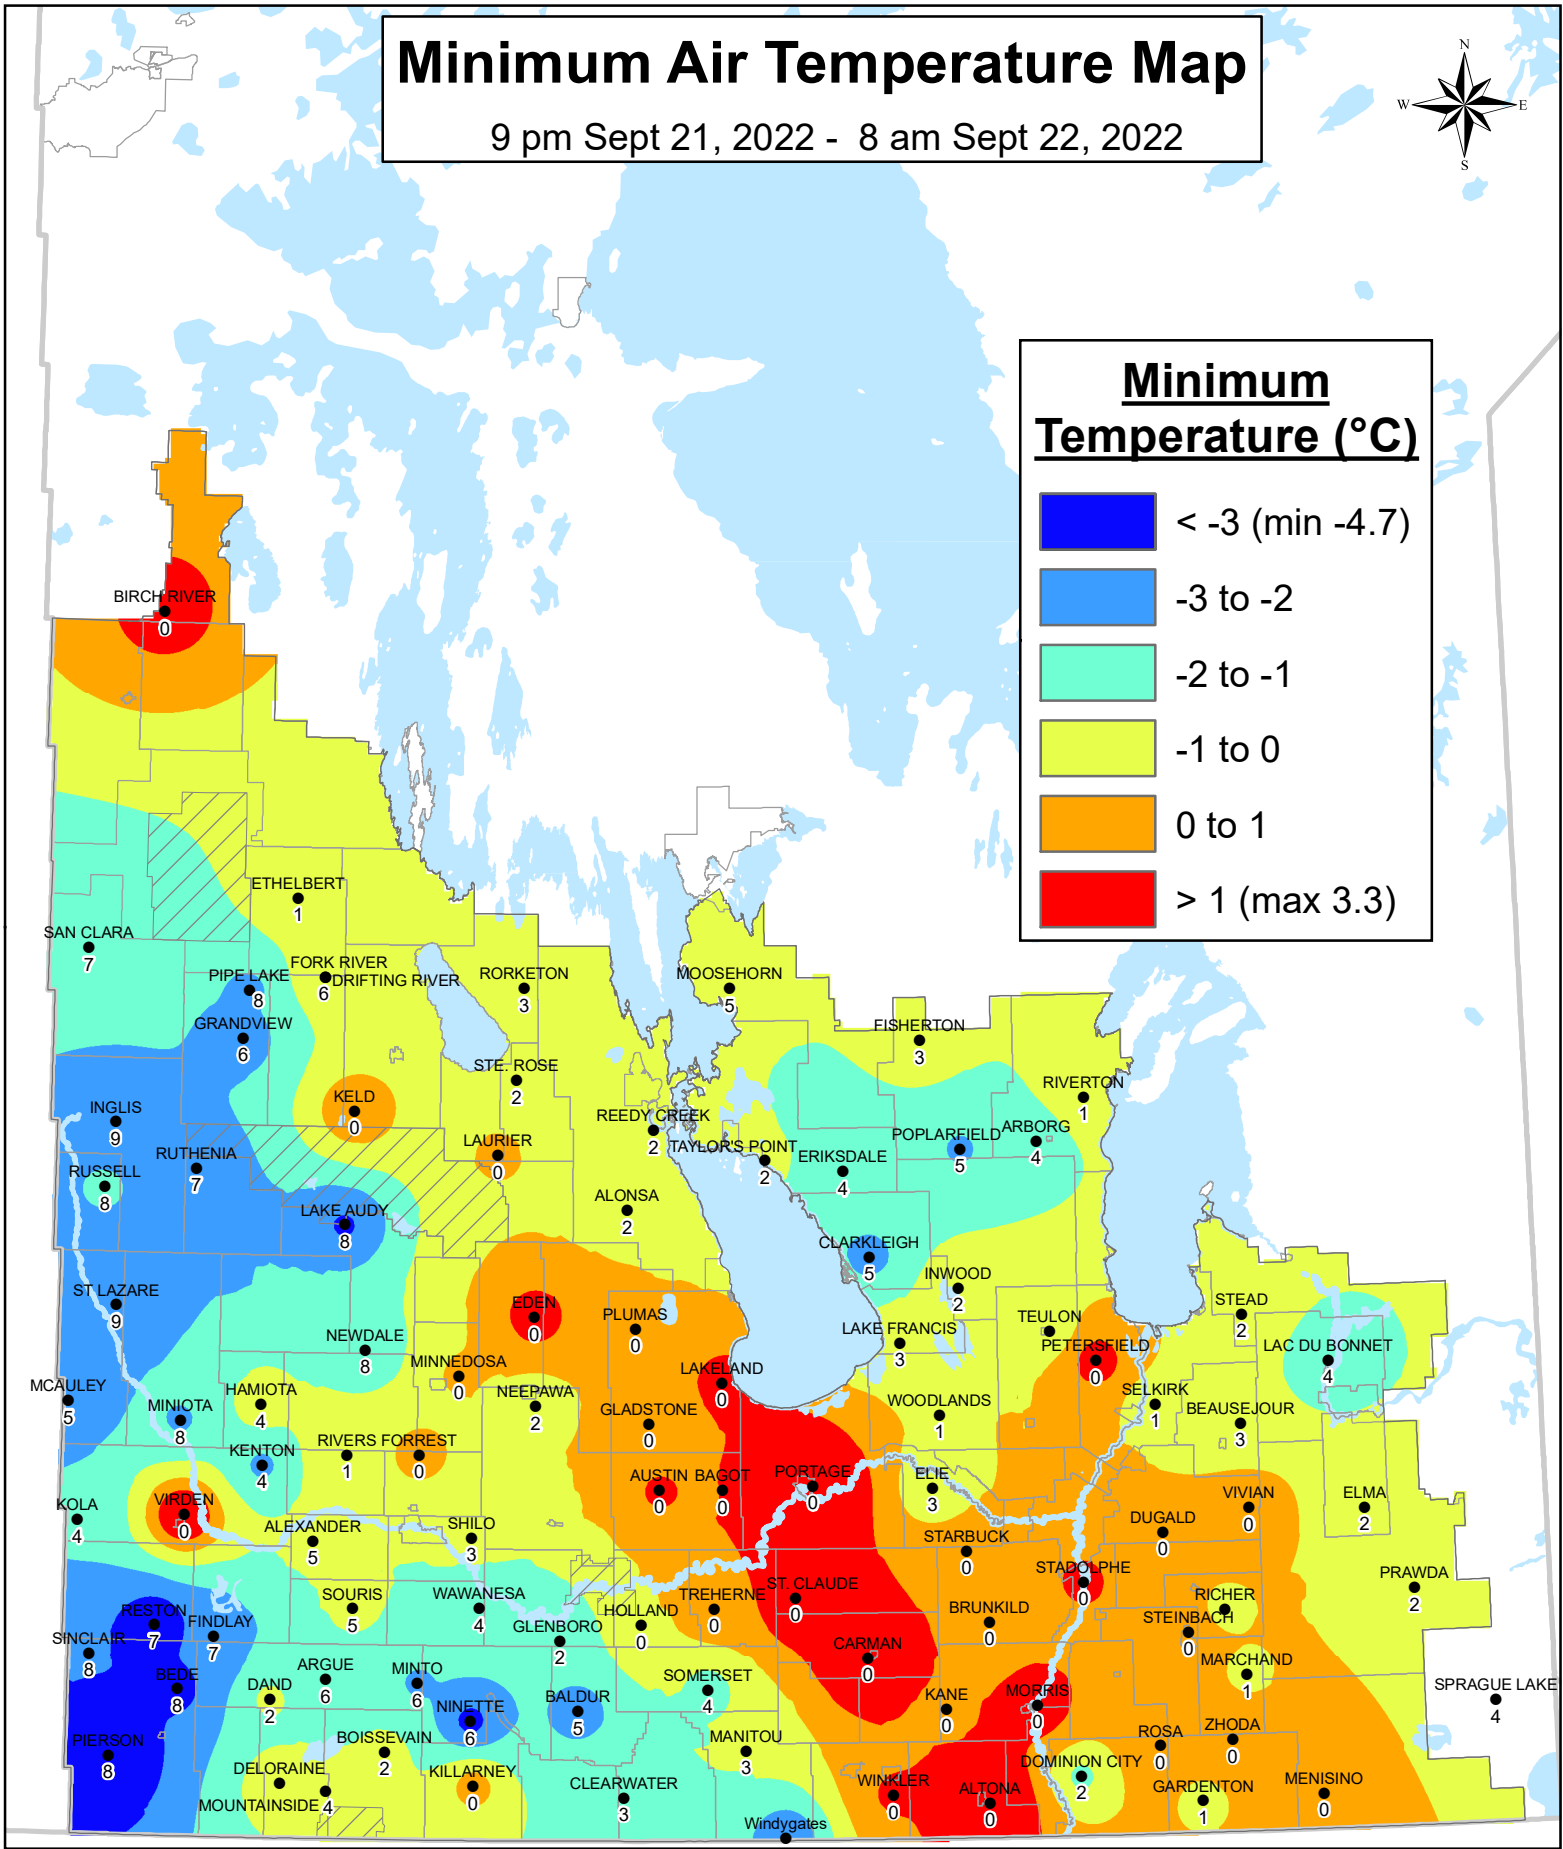 Minimum Air Temperature Map
9 pm Sept 21, 2022 - 8 am Sept 22, 2022
N
W E
S
Minimum
Temperature (°C)
< -3 (min -4.7)
-3 to -2
-2 to -1
-1 to 0
0 to 1
> 1 (max 3.3)
BIRCH RIVER
0
ETHELBERT
1
SAN CLARA
7
FORK RIVER
6
DRIFTING RIVER
PIPE LAKE
8
RORKETON
3
MOOSEHORN
5
GRANDVIEW
6
FISHERTON
3
STE. ROSE
2
RIVERTON
1
KELD
0
INGLIS
9
REEDY CREEK
2
LAURIER
0
TAYLOR'S POINT
2
POPLARFIELD
5
ARBORG
4
RUTHENIA
7
ERIKSDALE
4
RUSSELL
8
ALONSA
2
LAKE AUDY
8
CLARKLEIGH
5
INWOOD
2
ST LAZARE
9
EDEN
0
PLUMAS
0
STEAD
2
TEULON
LAKE FRANCIS
3
NEWDALE
8
PETERSFIELD
0
LAC DU BONNET
4
MINNEDOSA
0
LAKELAND
0
MCAULEY
5
HAMIOTA
4
NEEPAWA
2
SELKIRK
1
MINIOTA
8
GLADSTONE
0
WOODLANDS
1
BEAUSEJOUR
3
KENTON
4
RIVERS
1
FORREST
0
AUSTIN
0
BAGOT
0
PORTAGE
0
ELIE
3
KOLA
4
VIRDEN
0
VIVIAN
0
ELMA
2
ALEXANDER
5
SHILO
3
DUGALD
0
STARBUCK
0
STADOLPHE
0
PRAWDA
2
SOURIS
5
WAWANESA
4
ST. CLAUDE
0
TREHERNE
0
RICHER
RESTON
7
FINDLAY
7
HOLLAND
0
BRUNKILD
0
STEINBACH
0
GLENBORO
2
SINCLAIR
8
CARMAN
0
BEDE
8
ARGUE
6
MINTO
6
SOMERSET
4
MARCHAND
1
DAND
2
SPRAGUE LAKE
4
NINETTE
6
BALDUR
5
KANE
0
MORRIS
0
PIERSON
8
BOISSEVAIN
2
MANITOU
3
ROSA
0
ZHODA
0
DELORAINE
MOUNTAINSIDE
4
KILLARNEY
0
CLEARWATER
3
WINKLER
0
ALTONA
0
DOMINION CITY
2
GARDENTON
1
MENISINO
0
Windygates